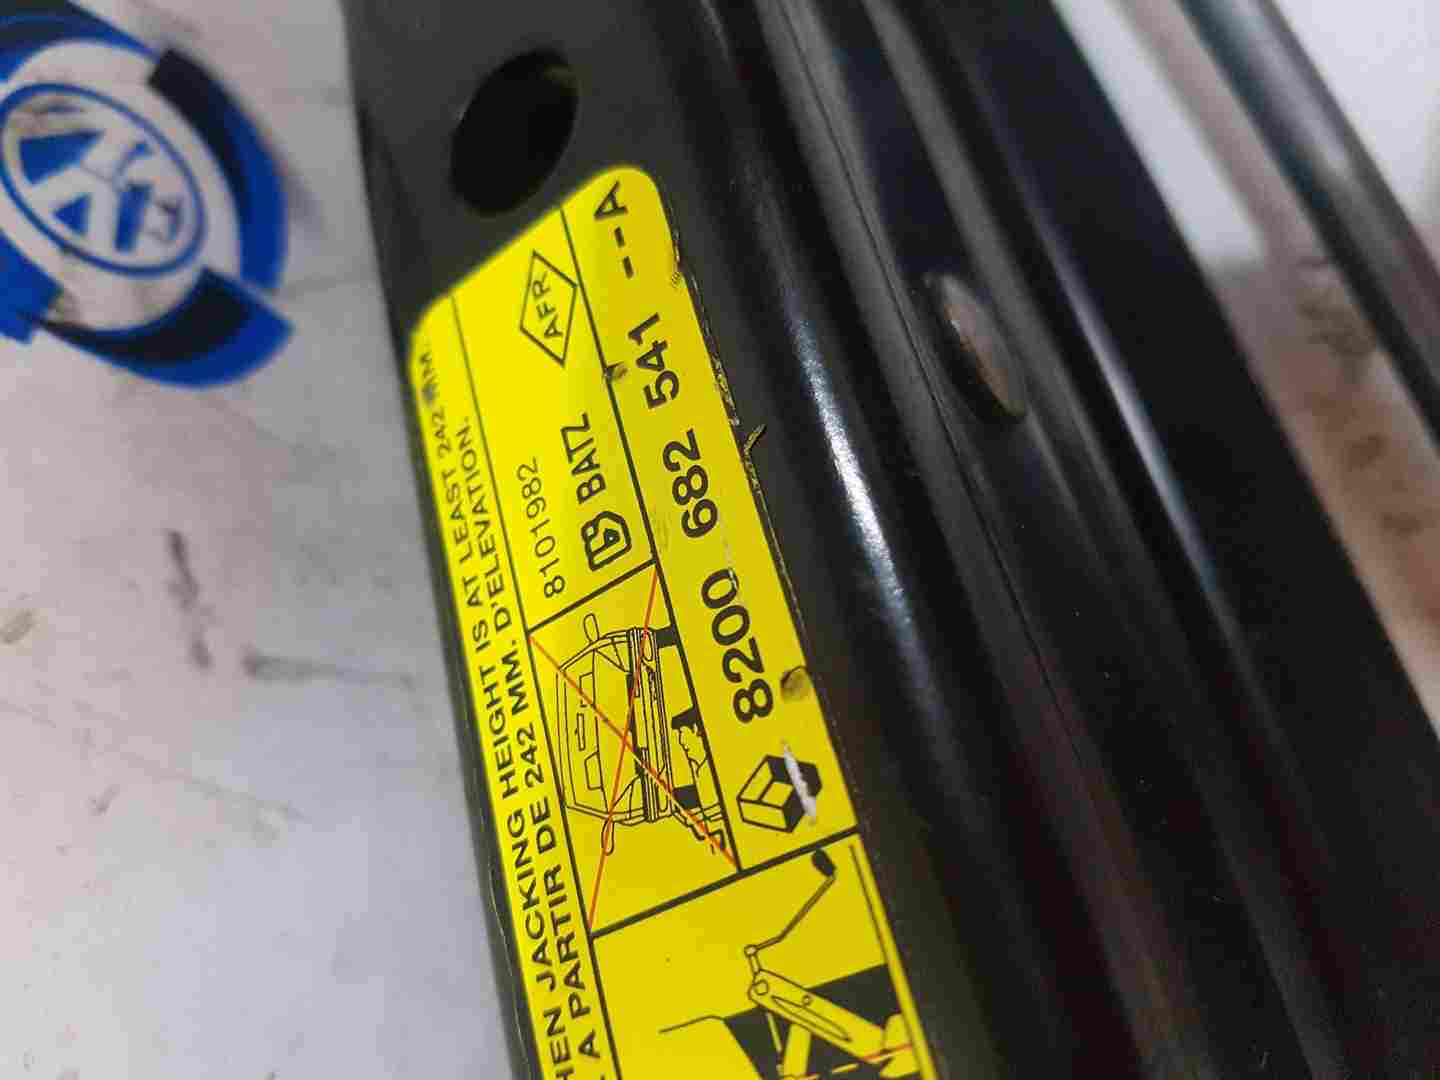 8200 682 541 --A
BATZ AFR
8101982
HEN JACKING HEIGHT IS AT LEAST 242 MM.
A PARTIR DE 242 MM. D'ELEVATION.